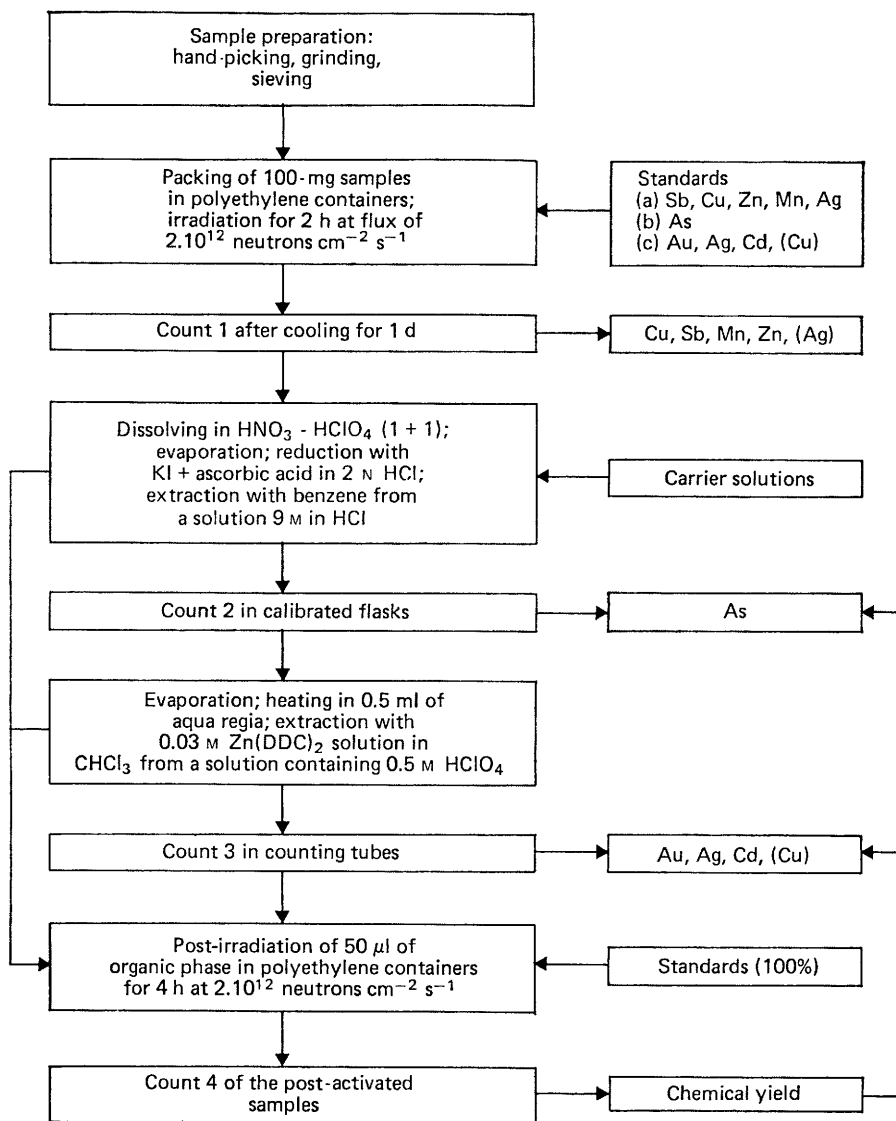 Sample preparation:
hand-picking, grinding,
sieving
Packing of 100-mg samples
in polyethylene containers;
irradiation for 2 h at flux of
2.10¹² neutrons cm⁻² s⁻¹
Standards
(a) Sb, Cu, Zn, Mn, Ag
(b) As
(c) Au, Ag, Cd, (Cu)
Count 1 after cooling for 1 d
Cu, Sb, Mn, Zn, (Ag)
Dissolving in HNO₃ - HClO₄ (1 + 1);
evaporation; reduction with
KI + ascorbic acid in 2 N HCl;
extraction with benzene from
a solution 9 M in HCl
Carrier solutions
Count 2 in calibrated flasks
As
Evaporation; heating in 0.5 ml of
aqua regia; extraction with
0.03 M Zn(DDC)₂ solution in
CHCl₃ from a solution containing 0.5 M HClO₄
Count 3 in counting tubes
Au, Ag, Cd, (Cu)
Post-irradiation of 50 μl of
organic phase in polyethylene containers
for 4 h at 2.10¹² neutrons cm⁻² s⁻¹
Standards (100%)
Count 4 of the post-activated
samples
Chemical yield